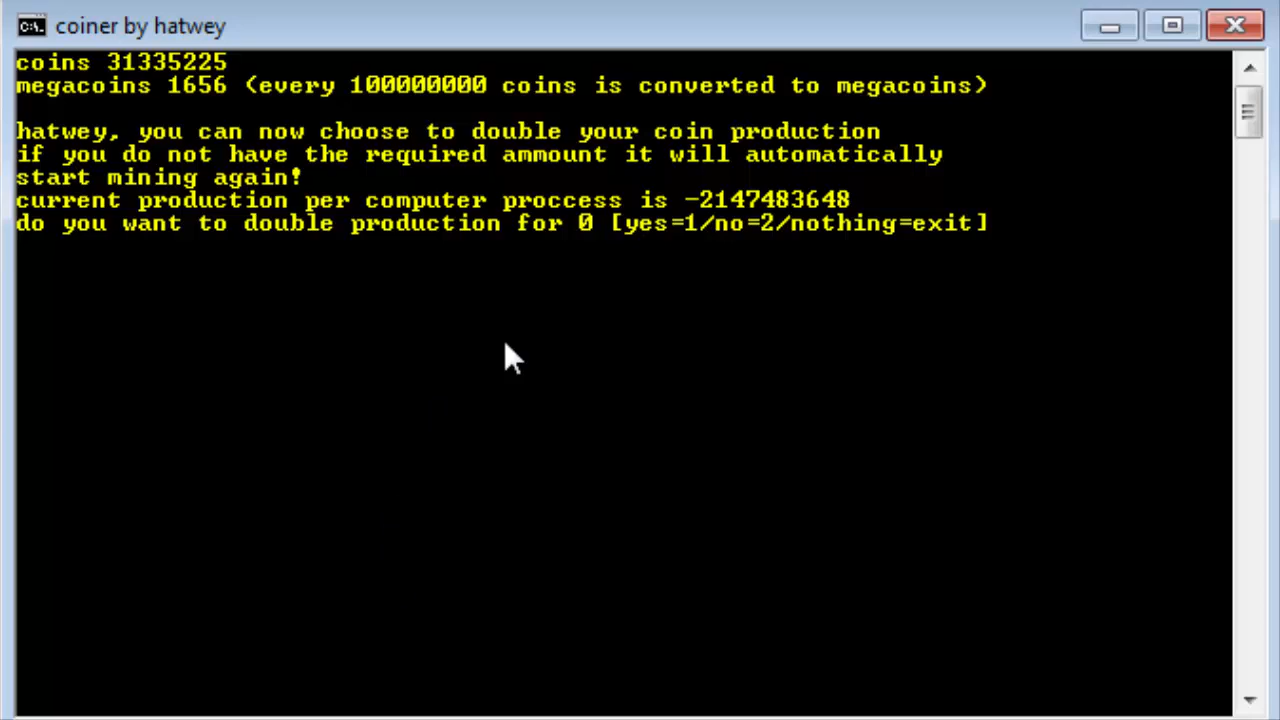 coiner by hatwey
coins 31335225
megacoins 1656 (every 100000000 coins is converted to megacoins)
hatwey, you can now choose to double your coin production
if you do not have the required ammount it will automatically
start mining again!
current production per computer proccess is -2147483648
do you want to double production for 0 [yes=1/no=2/nothing=exit]